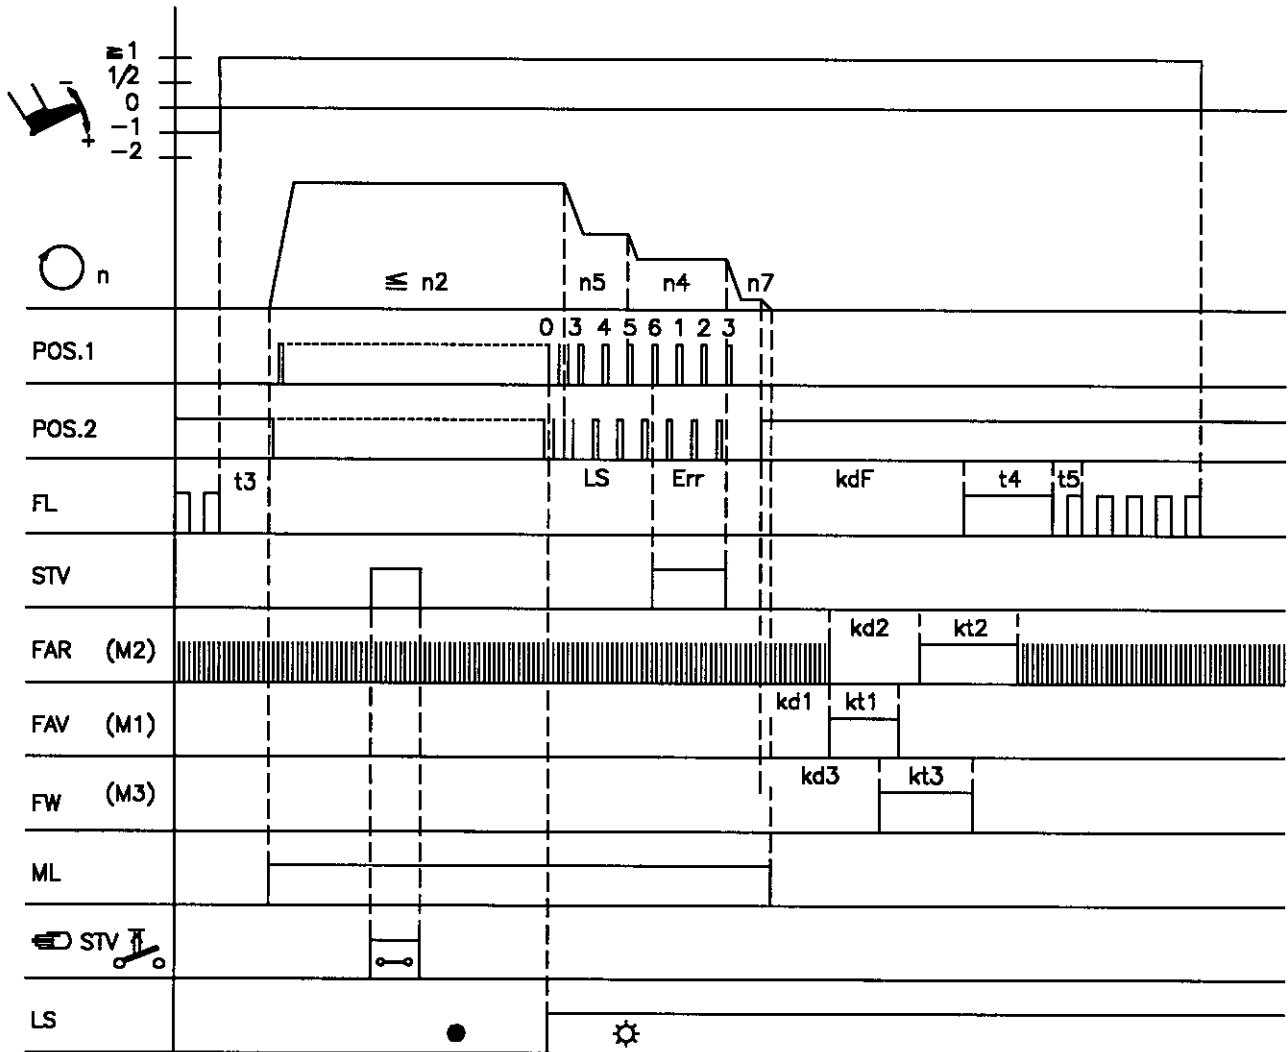 ≧ 1
1/2
0
-1
-2
- +
n
≦ n2 n5 n4 n7
0 3 4 5 6 1 2 3
POS.1
POS.2
LS Err
t3 kdF t4 t5
FL
STV
FAR (M2) kd2 kt2
FAV (M1) kd1 kt1
FW (M3) kd3 kt3
ML
STV
LS